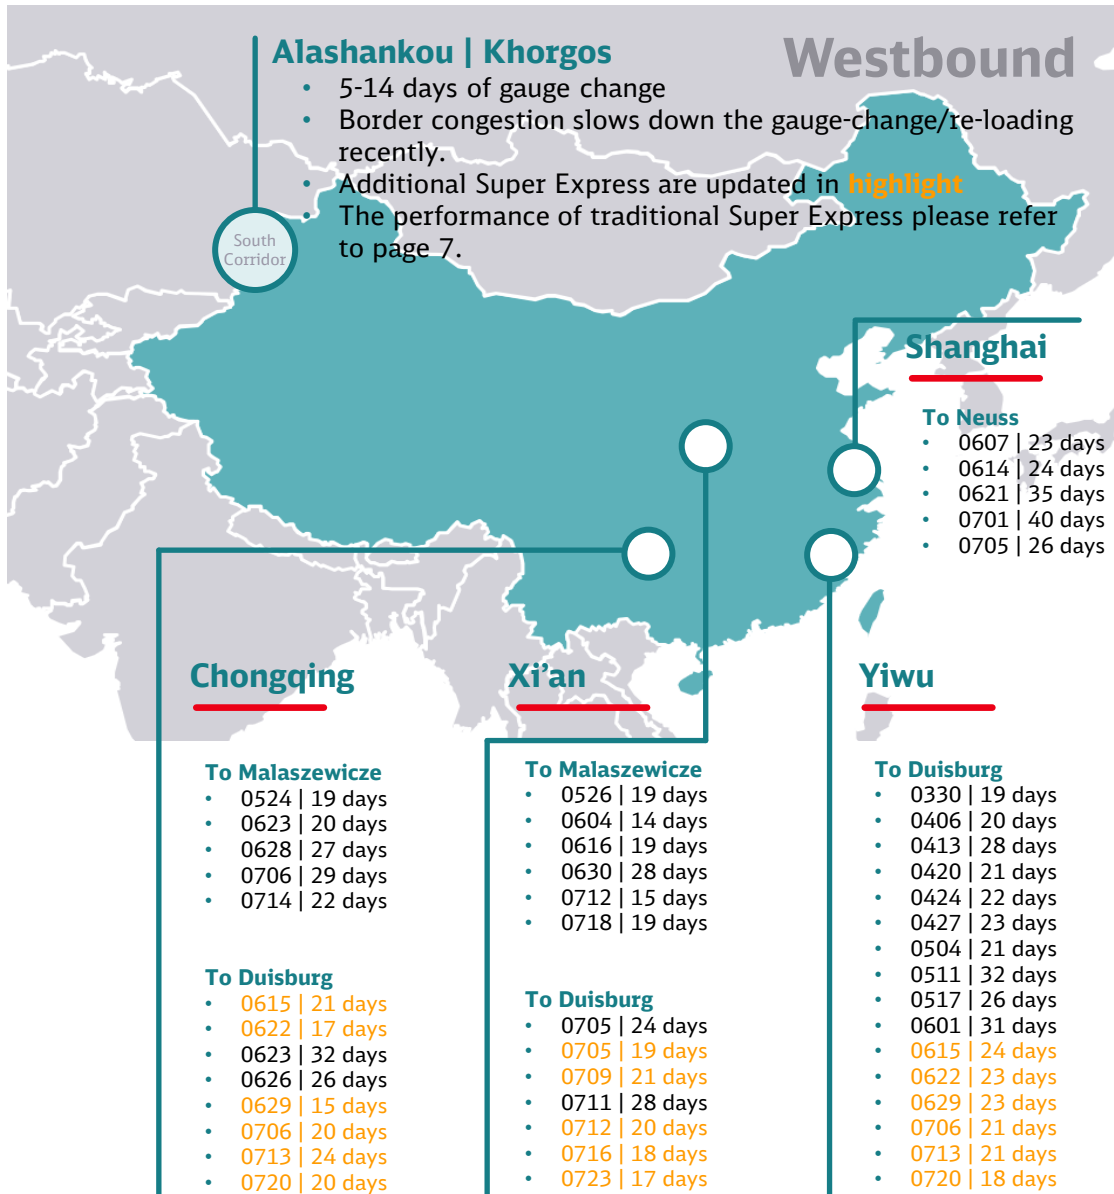 Westbound
Alashankou | Khorgos
• 5-14 days of gauge change
• Border congestion slows down the gauge-change/re-loading
recently.
• Additional Super Express are updated in highlight
• The performance of traditional Super Express please refer
to page 7.
South
Corridor
Shanghai
To Neuss
• 0607 | 23 days
• 0614 | 24 days
• 0621 | 35 days
• 0701 | 40 days
• 0705 | 26 days
Chongqing
To Malaszewicze
• 0524 | 19 days
• 0623 | 20 days
• 0628 | 27 days
• 0706 | 29 days
• 0714 | 22 days
To Duisburg
• 0615 | 21 days
• 0622 | 17 days
• 0623 | 32 days
• 0626 | 26 days
• 0629 | 15 days
• 0706 | 20 days
• 0713 | 24 days
• 0720 | 20 days
Xi’an
To Malaszewicze
• 0526 | 19 days
• 0604 | 14 days
• 0616 | 19 days
• 0630 | 28 days
• 0712 | 15 days
• 0718 | 19 days
To Duisburg
• 0705 | 24 days
• 0705 | 19 days
• 0709 | 21 days
• 0711 | 28 days
• 0712 | 20 days
• 0716 | 18 days
• 0723 | 17 days
Yiwu
To Duisburg
• 0330 | 19 days
• 0406 | 20 days
• 0413 | 28 days
• 0420 | 21 days
• 0424 | 22 days
• 0427 | 23 days
• 0504 | 21 days
• 0511 | 32 days
• 0517 | 26 days
• 0601 | 31 days
• 0615 | 24 days
• 0622 | 23 days
• 0629 | 23 days
• 0706 | 21 days
• 0713 | 21 days
• 0720 | 18 days